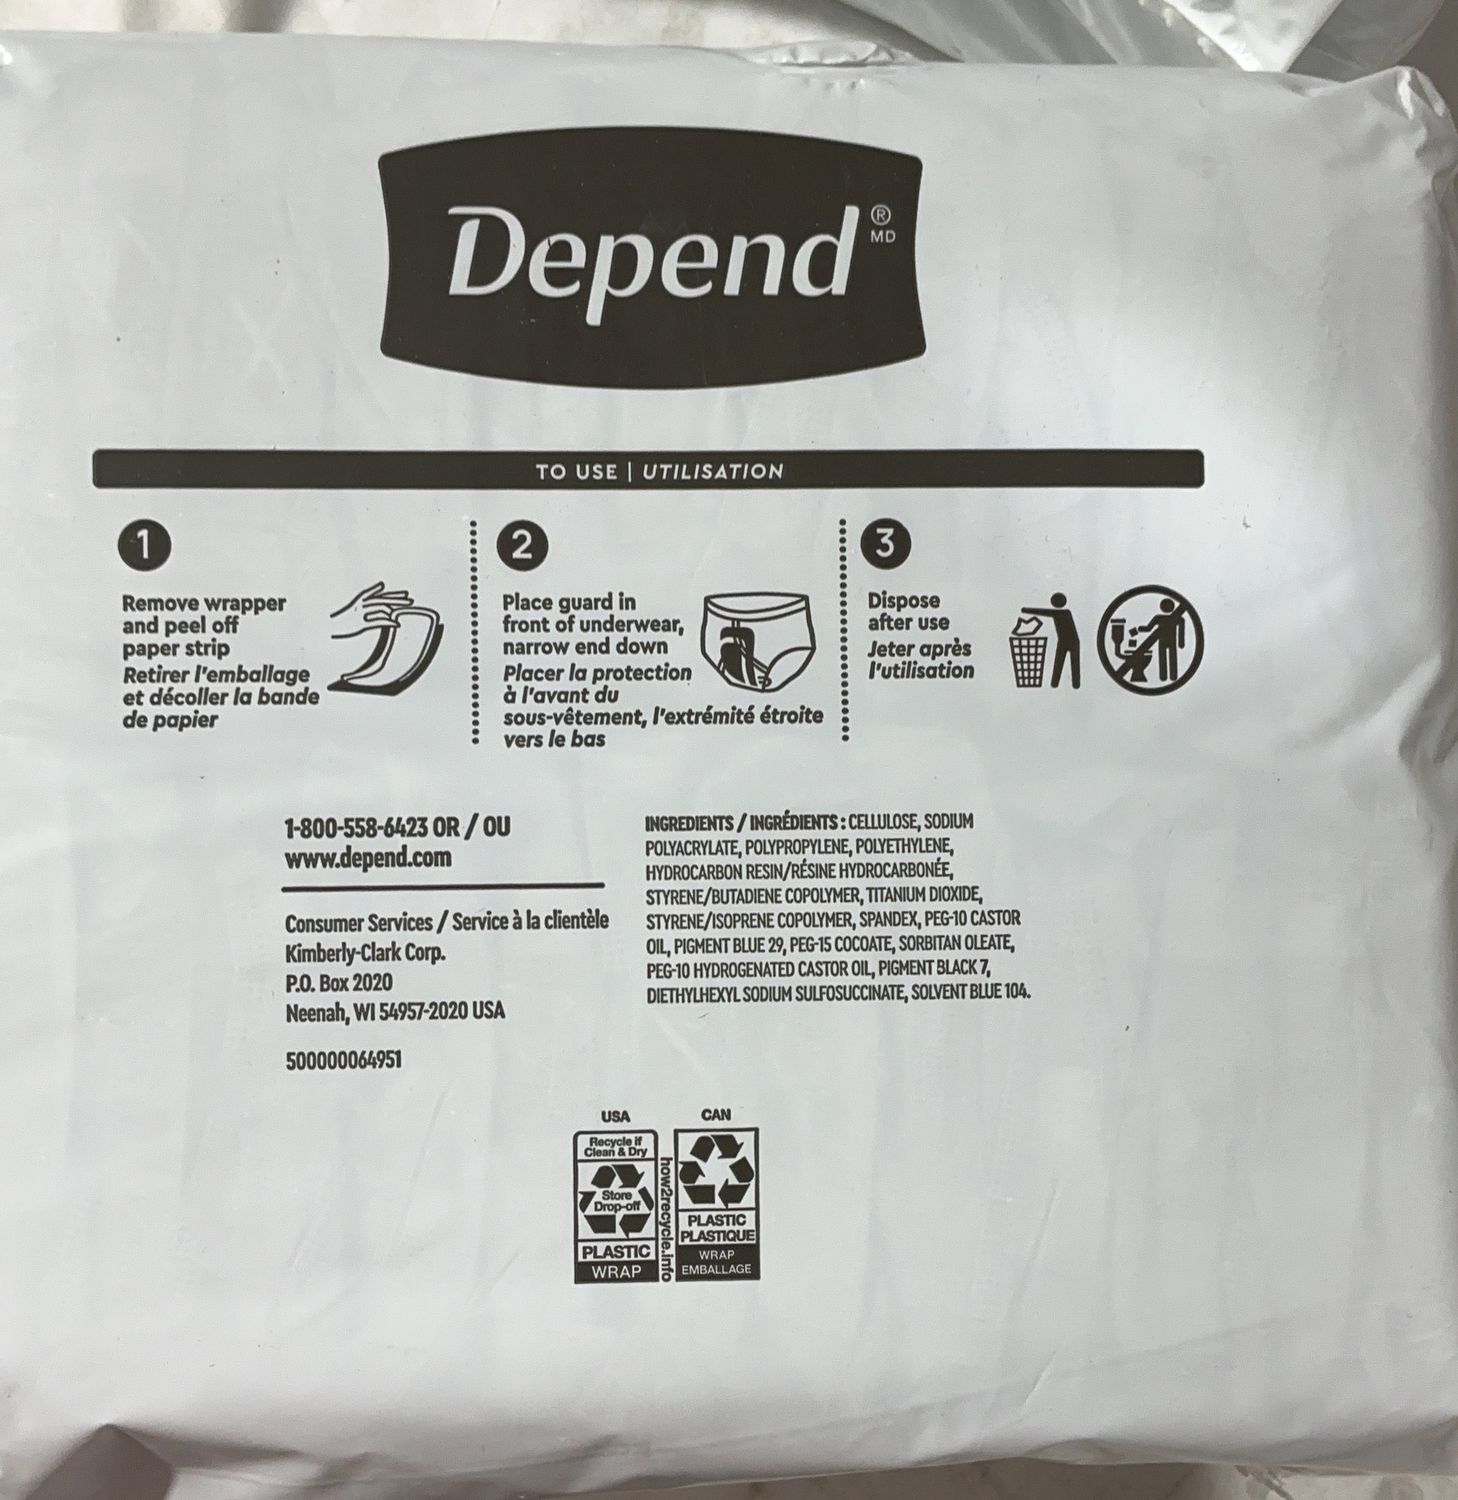 Depend ®
MD
TO USE | UTILISATION
1
Remove wrapper
and peel off
paper strip
Retirer l'emballage
et décoller la bande
de papier
2
Place guard in
front of underwear,
narrow end down
Placer la protection
à l'avant du
sous-vêtement, l'extrémité étroite
vers le bas
3
Dispose
after use
Jeter après
l'utilisation
1-800-558-6423 OR / OU
www.depend.com
Consumer Services / Service à la clientèle
Kimberly-Clark Corp.
P.O. Box 2020
Neenah, WI 54957-2020 USA
500000064951
INGREDIENTS / INGRÉDIENTS : CELLULOSE, SODIUM
POLYACRYLATE, POLYPROPYLENE, POLYETHYLENE,
HYDROCARBON RESIN/RÉSINE HYDROCARBONÉE,
STYRENE/BUTADIENE COPOLYMER, TITANIUM DIOXIDE,
STYRENE/ISOPRENE COPOLYMER, SPANDEX, PEG-10 CASTOR
OIL, PIGMENT BLUE 29, PEG-15 COCOATE, SORBITAN OLEATE,
PEG-10 HYDROGENATED CASTOR OIL, PIGMENT BLACK 7,
DIETHYLHEXYL SODIUM SULFOSUCCINATE, SOLVENT BLUE 104.
USA
Recycle if
Clean & Dry
Store
Drop-off
PLASTIC
WRAP
how2recycle.info
CAN
PLASTIC
PLASTIQUE
WRAP
EMBALLAGE